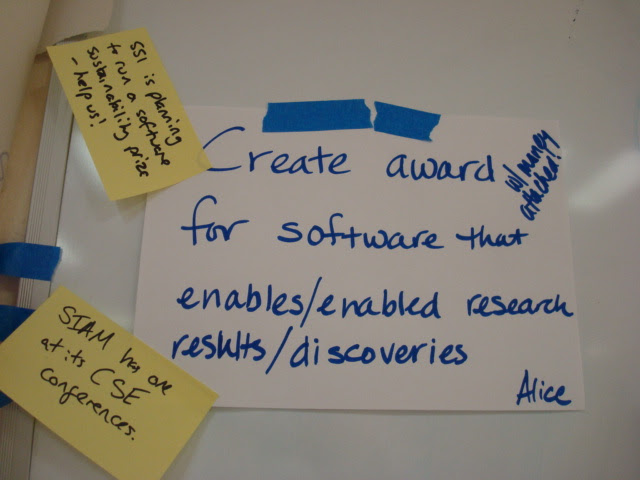 SSI is planning
to run a software
sustainability prize
- help us!
Create award
w/ money
attached!?
for software that
enables/enabled research
results/discoveries
Alice
SIAM has one
at its CSE
conferences.